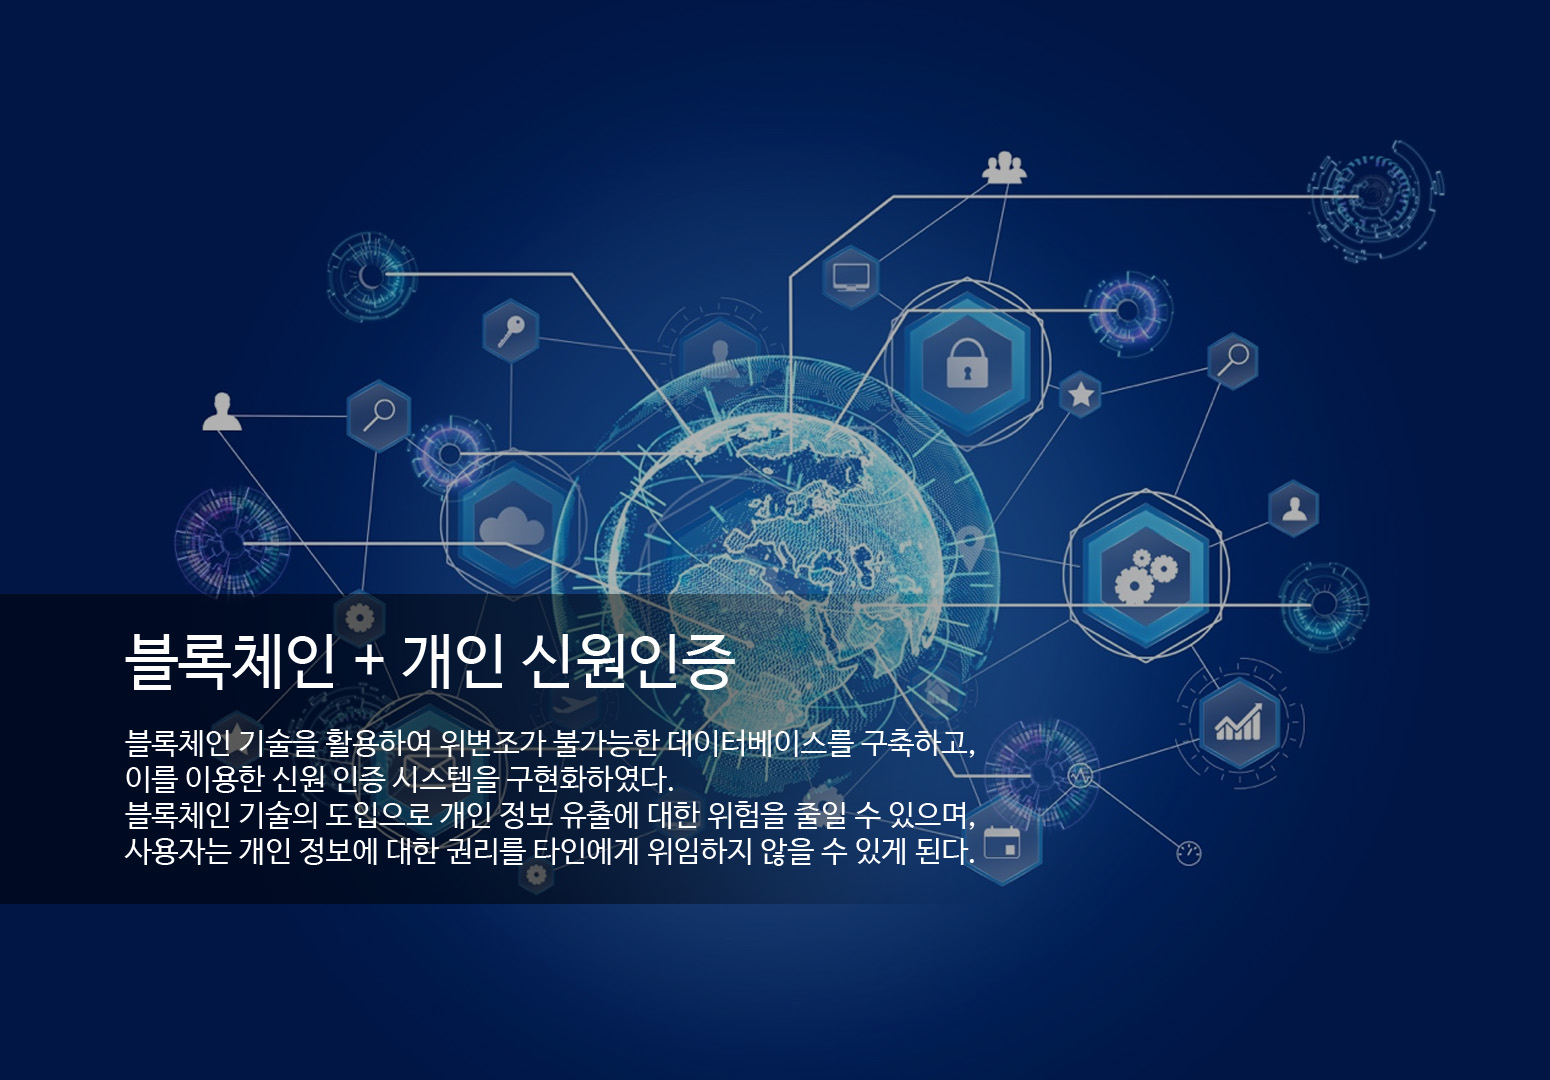 블록체인 + 개인 신원인증
블록체인 기술을 활용하여 위변조가 불가능한 데이터베이스를 구축하고,
이를 이용한 신원 인증 시스템을 구현화하였다.
블록체인 기술의 도입으로 개인 정보 유출에 대한 위험을 줄일 수 있으며,
사용자는 개인 정보에 대한 권리를 타인에게 위임하지 않을 수 있게 된다.